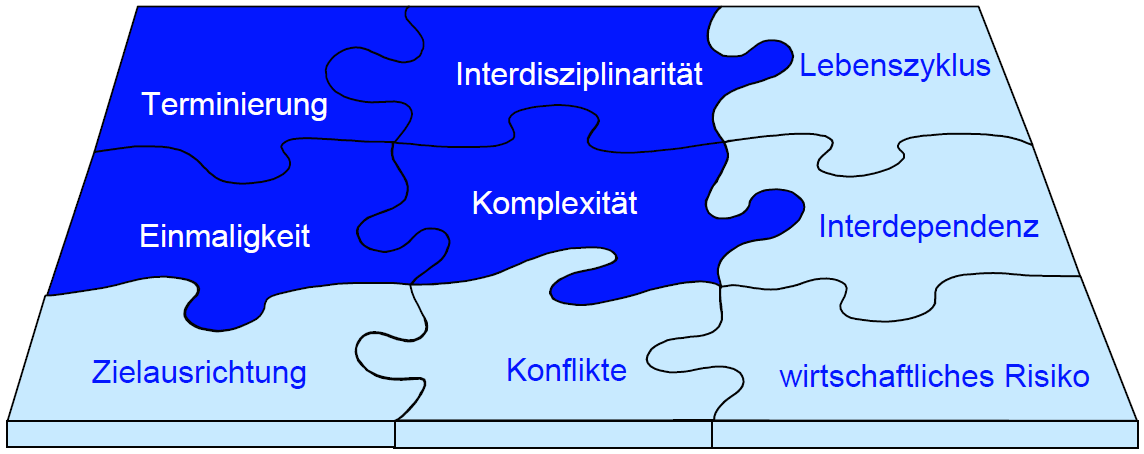 Terminierung
Interdisziplinarität
Lebenszyklus
Einmaligkeit
Komplexität
Interdependenz
Zielausrichtung
Konflikte
wirtschaftliches Risiko